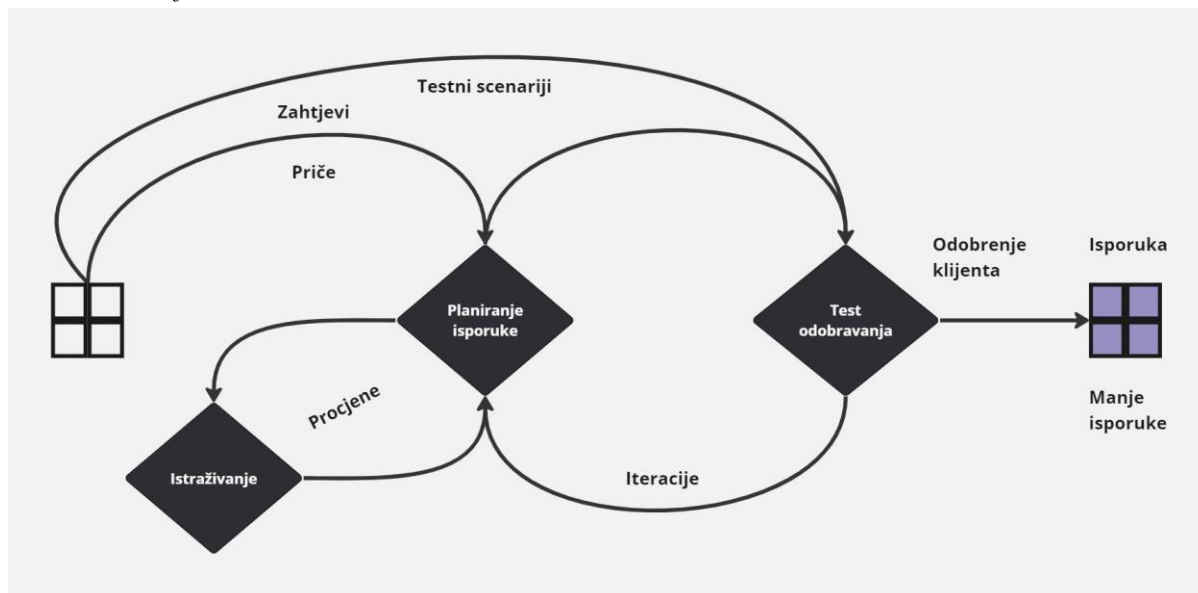 Testni scenariji
Zahtjevi
Priče
Odobrenje
klijenta
Isporuka
Planiranje
isporuke
Test
odobravanja
Procjene
Manje
isporuke
Istraživanje
Iteracije